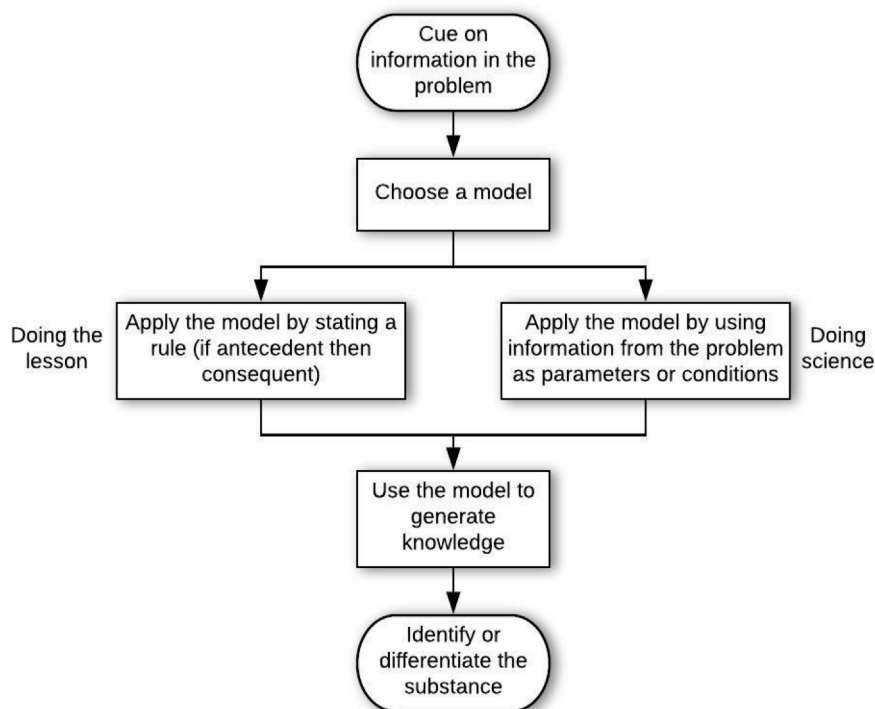 Cue on
information in the
problem
Choose a model
Doing the
lesson
Apply the model by stating a
rule (if antecedent then
consequent)
Apply the model by using
information from the problem
as parameters or conditions
Doing
science
Use the model to
generate
knowledge
Identify or
differentiate the
substance